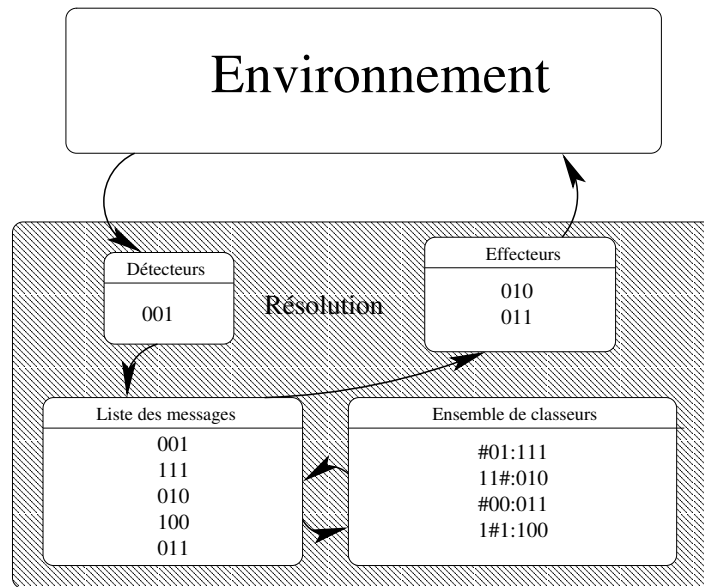 Environnement
Détecteurs
001
Résolution
Effecteurs
010
011
Liste des messages
001
111
010
100
011
Ensemble de classeurs
#01:111
11#:010
#00:011
1#1:100